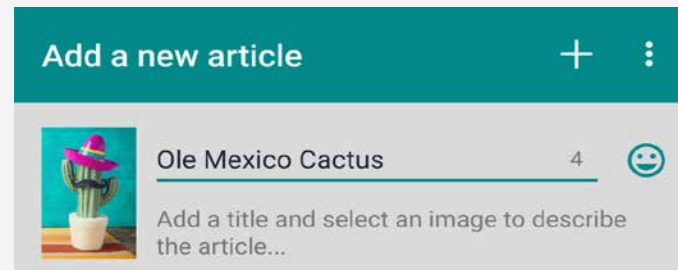 Add a new article
Ole Mexico Cactus 4
Add a title and select an image to describe
the article...